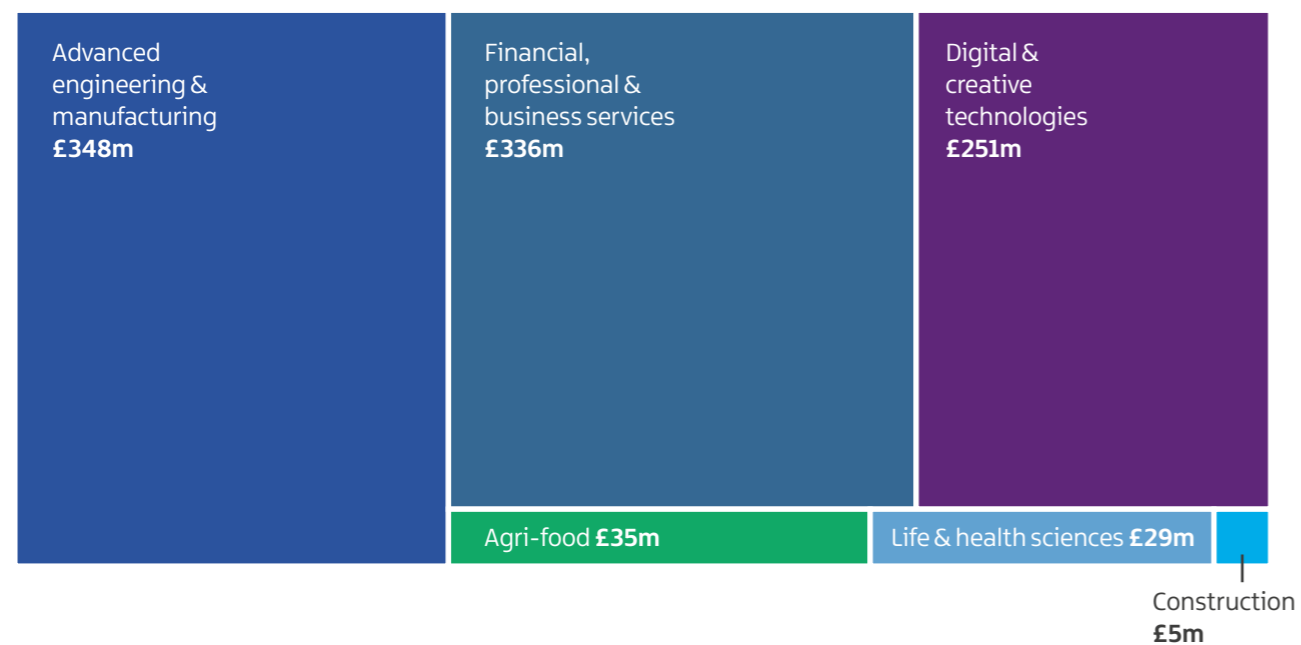 Advanced
engineering &
manufacturing
£348m
Financial,
professional &
business services
£336m
Digital &
creative
technologies
£251m
Agri-food £35m
Life & health sciences £29m
Construction
£5m